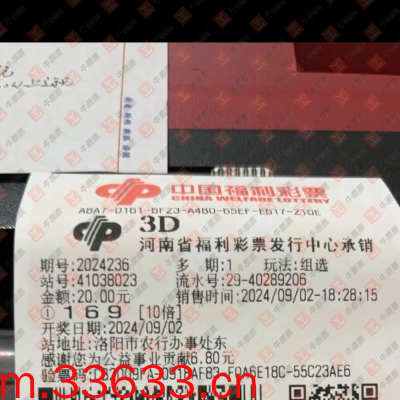 中国福利彩票
CHINA WELFARE LOTTERY
3D
河南省福利彩票发行中心承销
期号:2024236 多 期:1 玩法:组选
站号:41038023 流水号:29-40289206
金额:20.00元 销售时间:2024/09/02-18:28:15
① 169 [10倍]
开奖日期:2024/09/02
站地址:洛阳市农行办事处东
感谢您为公益事业贡献6.80元
验票码:
55C23AE6
m.33633.cn